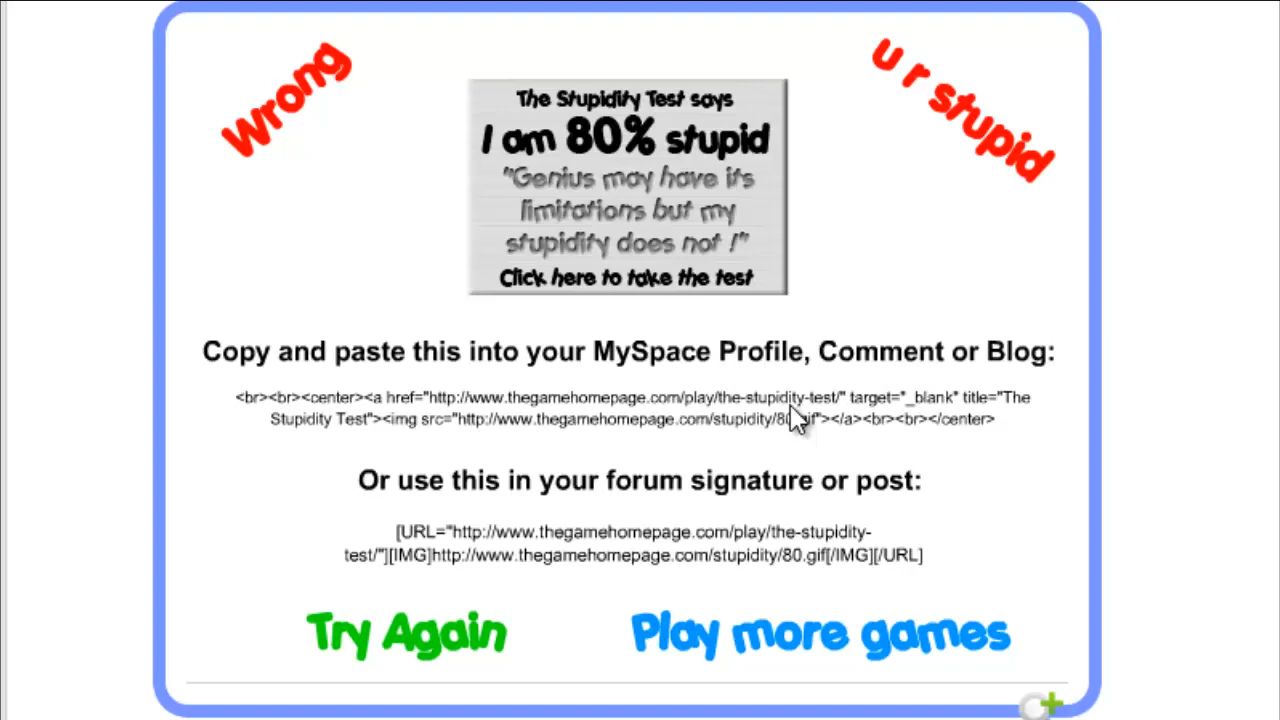 Wrong
u r stupid
The Stupidity Test says
I am 80% stupid
"Genius may have its
limitations but my
stupidity does not !"
Click here to take the test
Copy and paste this into your MySpace Profile, Comment or Blog:
<br><br><center><a href="http://www.thegamehomepage.com/play/the-stupidity-test/" target="_blank" title="The
Stupidity Test"><img src="http://www.thegamehomepage.com/stupidity/80.gif"></a><br><br></center>
Or use this in your forum signature or post:
[URL="http://www.thegamehomepage.com/play/the-stupidity-
test/"][IMG]http://www.thegamehomepage.com/stupidity/80.gif[/IMG][/URL]
Try Again
Play more games